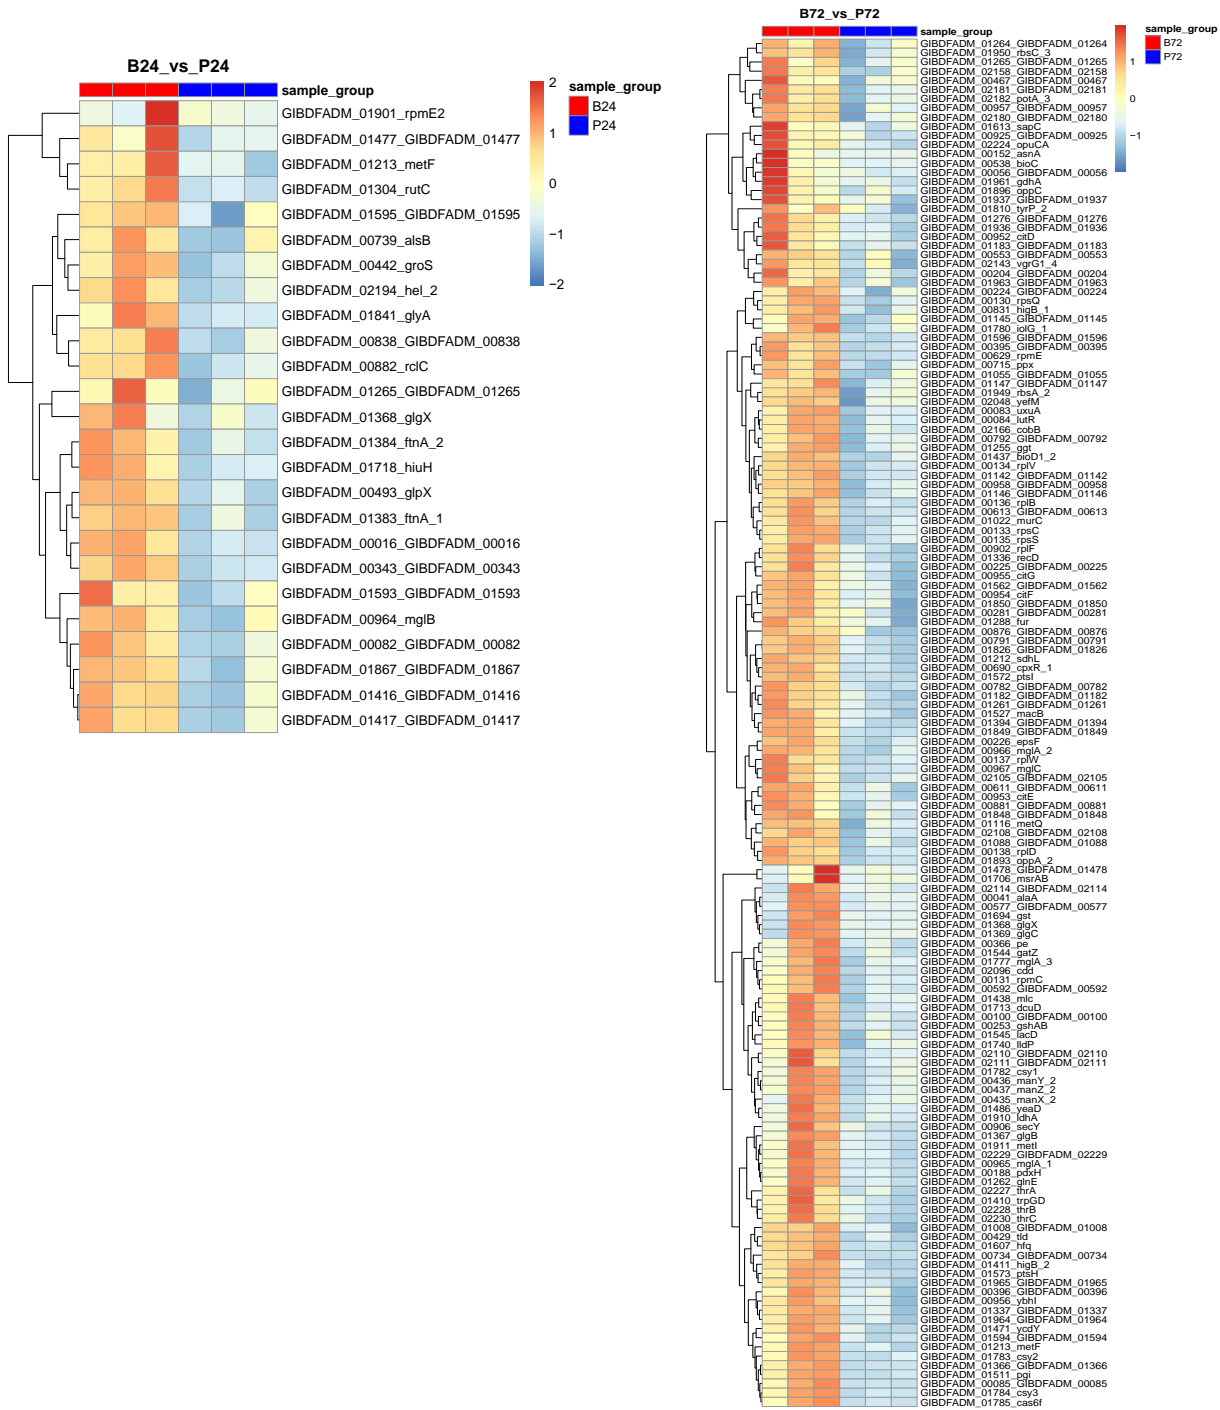 B24_vs_P24
sample_group
GIBDFADM_01901_rpmE2
GIBDFADM_01477_GIBDFADM_01477
GIBDFADM_01213_metF
GIBDFADM_01304_rutC
GIBDFADM_01595_GIBDFADM_01595
GIBDFADM_00739_alsB
GIBDFADM_00442_groS
GIBDFADM_02194_hel_2
GIBDFADM_01841_glyA
GIBDFADM_00838_GIBDFADM_00838
GIBDFADM_00882_rclC
GIBDFADM_01265_GIBDFADM_01265
GIBDFADM_01368_glgX
GIBDFADM_01384_ftnA_2
GIBDFADM_01718_hiuH
GIBDFADM_00493_glpX
GIBDFADM_01383_ftnA_1
GIBDFADM_00016_GIBDFADM_00016
GIBDFADM_00343_GIBDFADM_00343
GIBDFADM_01593_GIBDFADM_01593
GIBDFADM_00964_mglB
GIBDFADM_00082_GIBDFADM_00082
GIBDFADM_01867_GIBDFADM_01867
GIBDFADM_01416_GIBDFADM_01416
GIBDFADM_01417_GIBDFADM_01417
2
1
0
−1
−2
sample_group
B24
P24
B72_vs_P72
sample_group
GIBDFADM_01264_GIBDFADM_01264
GIBDFADM_01950_rbsC_3
GIBDFADM_01265_GIBDFADM_01265
GIBDFADM_02158_GIBDFADM_02158
GIBDFADM_00467_GIBDFADM_00467
GIBDFADM_02181_GIBDFADM_02181
GIBDFADM_02182_potA_3
GIBDFADM_00957_GIBDFADM_00957
GIBDFADM_02180_GIBDFADM_02180
GIBDFADM_01613_sapC
GIBDFADM_00925_GIBDFADM_00925
GIBDFADM_02224_opuCA
GIBDFADM_00152_asnA
GIBDFADM_00538_bioC
GIBDFADM_00056_GIBDFADM_00056
GIBDFADM_01961_gdhA
GIBDFADM_01896_oppC
GIBDFADM_01937_GIBDFADM_01937
GIBDFADM_01810_tyrP_2
GIBDFADM_01276_GIBDFADM_01276
GIBDFADM_01936_GIBDFADM_01936
GIBDFADM_00952_citD
GIBDFADM_01183_GIBDFADM_01183
GIBDFADM_00553_GIBDFADM_00553
GIBDFADM_02143_vgrG1_4
GIBDFADM_00204_GIBDFADM_00204
GIBDFADM_01963_GIBDFADM_01963
GIBDFADM_00224_GIBDFADM_00224
GIBDFADM_00130_rpsQ
GIBDFADM_00831_higB_1
GIBDFADM_01145_GIBDFADM_01145
GIBDFADM_01780_iolG_1
GIBDFADM_01596_GIBDFADM_01596
GIBDFADM_00395_GIBDFADM_00395
GIBDFADM_00629_rpmE
GIBDFADM_00715_ppx
GIBDFADM_01055_GIBDFADM_01055
GIBDFADM_01147_GIBDFADM_01147
GIBDFADM_01949_rbsA_2
GIBDFADM_02048_yefM
GIBDFADM_00083_uxuA
GIBDFADM_00084_lutR
GIBDFADM_02166_cobB
GIBDFADM_00792_GIBDFADM_00792
GIBDFADM_01255_ggt
GIBDFADM_01437_bioD1_2
GIBDFADM_00134_rplV
GIBDFADM_01142_GIBDFADM_01142
GIBDFADM_00958_GIBDFADM_00958
GIBDFADM_01146_GIBDFADM_01146
GIBDFADM_00136_rplB
GIBDFADM_00613_GIBDFADM_00613
GIBDFADM_01022_murC
GIBDFADM_00133_rpsC
GIBDFADM_00135_rpsS
GIBDFADM_00902_rplF
GIBDFADM_01336_recD
GIBDFADM_00225_GIBDFADM_00225
GIBDFADM_00955_citG
GIBDFADM_01562_GIBDFADM_01562
GIBDFADM_00954_citF
GIBDFADM_01850_GIBDFADM_01850
GIBDFADM_00281_GIBDFADM_00281
GIBDFADM_01288_fur
GIBDFADM_00876_GIBDFADM_00876
GIBDFADM_00791_GIBDFADM_00791
GIBDFADM_01826_GIBDFADM_01826
GIBDFADM_01212_sdhL
GIBDFADM_00690_cpxR_1
GIBDFADM_01572_ptsI
GIBDFADM_00782_GIBDFADM_00782
GIBDFADM_01182_GIBDFADM_01182
GIBDFADM_01261_GIBDFADM_01261
GIBDFADM_01527_macB
GIBDFADM_01394_GIBDFADM_01394
GIBDFADM_01849_GIBDFADM_01849
GIBDFADM_00226_epsF
GIBDFADM_00966_mglA_2
GIBDFADM_00137_rplW
GIBDFADM_00967_mglC
GIBDFADM_02105_GIBDFADM_02105
GIBDFADM_00611_GIBDFADM_00611
GIBDFADM_00953_citE
GIBDFADM_00881_GIBDFADM_00881
GIBDFADM_01848_GIBDFADM_01848
GIBDFADM_01116_metQ
GIBDFADM_02108_GIBDFADM_02108
GIBDFADM_01088_GIBDFADM_01088
GIBDFADM_00138_rplD
GIBDFADM_01893_oppA_2
GIBDFADM_01478_GIBDFADM_01478
GIBDFADM_01706_msrAB
GIBDFADM_02114_GIBDFADM_02114
GIBDFADM_00041_alaA
GIBDFADM_00577_GIBDFADM_00577
GIBDFADM_01694_gst
GIBDFADM_01368_glgX
GIBDFADM_01369_glgC
GIBDFADM_00366_pe
GIBDFADM_01544_gatZ
GIBDFADM_01777_mglA_3
GIBDFADM_02096_cdd
GIBDFADM_00131_rpmC
GIBDFADM_00592_GIBDFADM_00592
GIBDFADM_01438_mlc
GIBDFADM_01713_dcuD
GIBDFADM_00100_GIBDFADM_00100
GIBDFADM_00253_gshAB
GIBDFADM_01545_lacD
GIBDFADM_01740_lldP
GIBDFADM_02110_GIBDFADM_02110
GIBDFADM_02111_GIBDFADM_02111
GIBDFADM_01782_csy1
GIBDFADM_00436_manY_2
GIBDFADM_00437_manZ_2
GIBDFADM_00435_manX_2
GIBDFADM_01486_yeaD
GIBDFADM_01910_ldhA
GIBDFADM_00906_secY
GIBDFADM_01367_glgB
GIBDFADM_01911_metI
GIBDFADM_02229_GIBDFADM_02229
GIBDFADM_00965_mglA_1
GIBDFADM_00188_pdxH
GIBDFADM_01262_glnE
GIBDFADM_02227_thrA
GIBDFADM_01410_trpGD
GIBDFADM_02228_thrB
GIBDFADM_02230_thrC
GIBDFADM_01008_GIBDFADM_01008
GIBDFADM_00429_tld
GIBDFADM_01607_hfq
GIBDFADM_00734_GIBDFADM_00734
GIBDFADM_01411_higB_2
GIBDFADM_01573_ptsH
GIBDFADM_01965_GIBDFADM_01965
GIBDFADM_00396_GIBDFADM_00396
GIBDFADM_00956_ybhI
GIBDFADM_01337_GIBDFADM_01337
GIBDFADM_01964_GIBDFADM_01964
GIBDFADM_01471_ycdY
GIBDFADM_01594_GIBDFADM_01594
GIBDFADM_01213_metF
GIBDFADM_01783_csy2
GIBDFADM_01366_GIBDFADM_01366
GIBDFADM_01511_pgi
GIBDFADM_00085_GIBDFADM_00085
GIBDFADM_01784_csy3
GIBDFADM_01785_cas6f
1
0
−1
sample_group
B72
P72